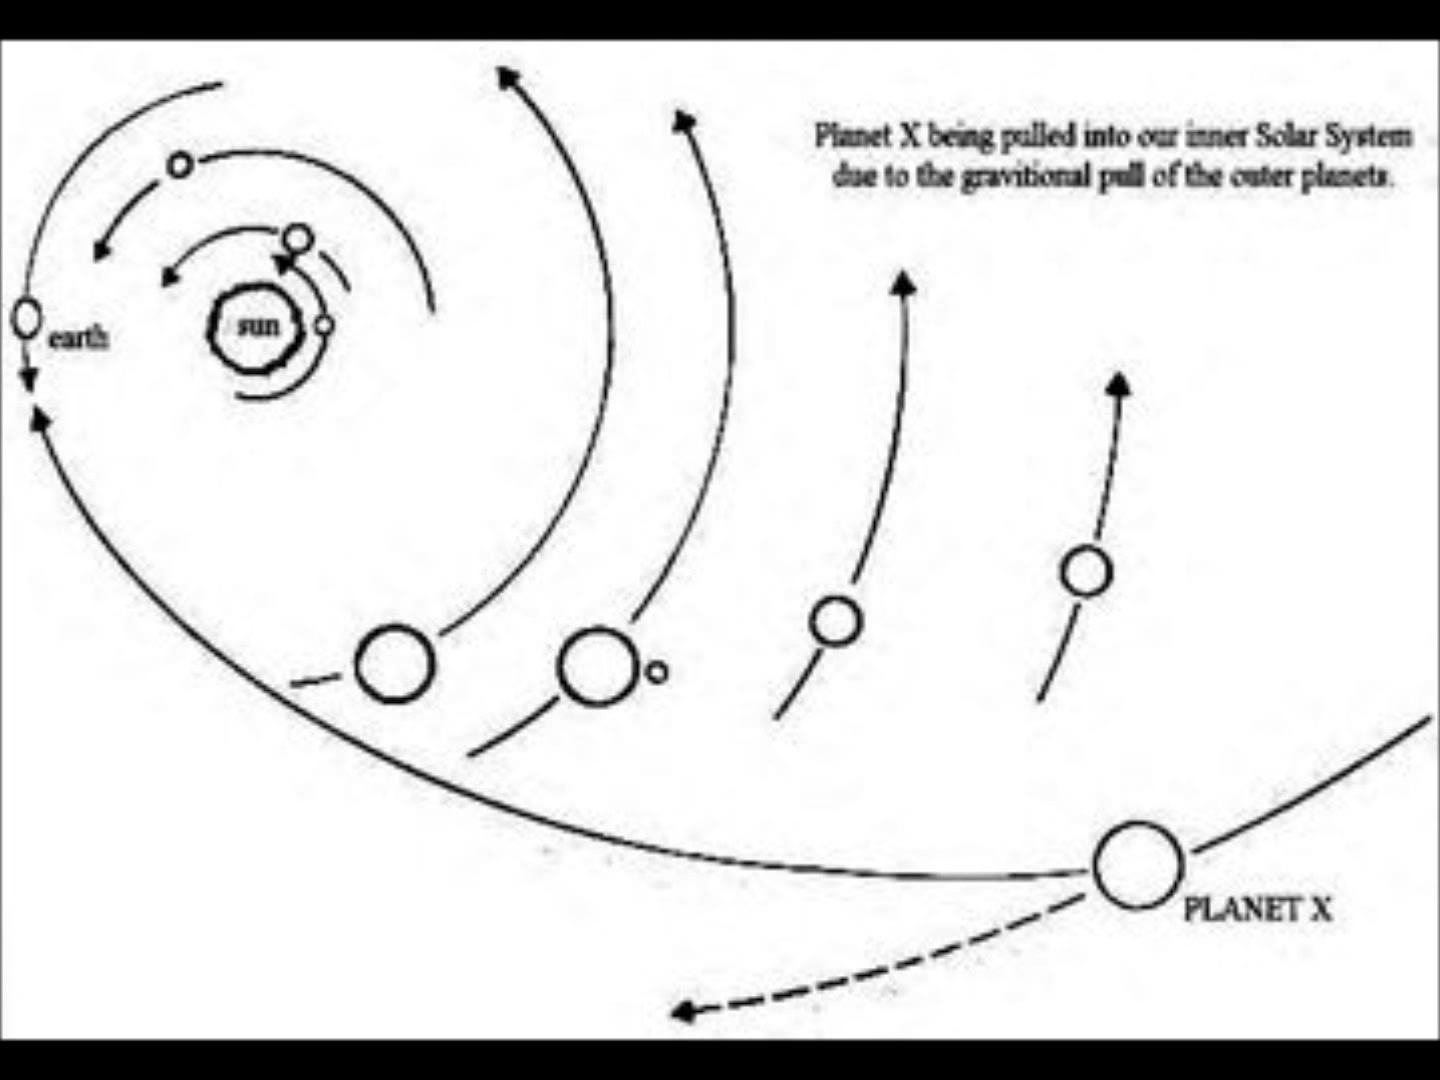 Planet X being pulled into our inner Solar System
due to the gravitional pull of the outer planets.
earth
sun
PLANET X